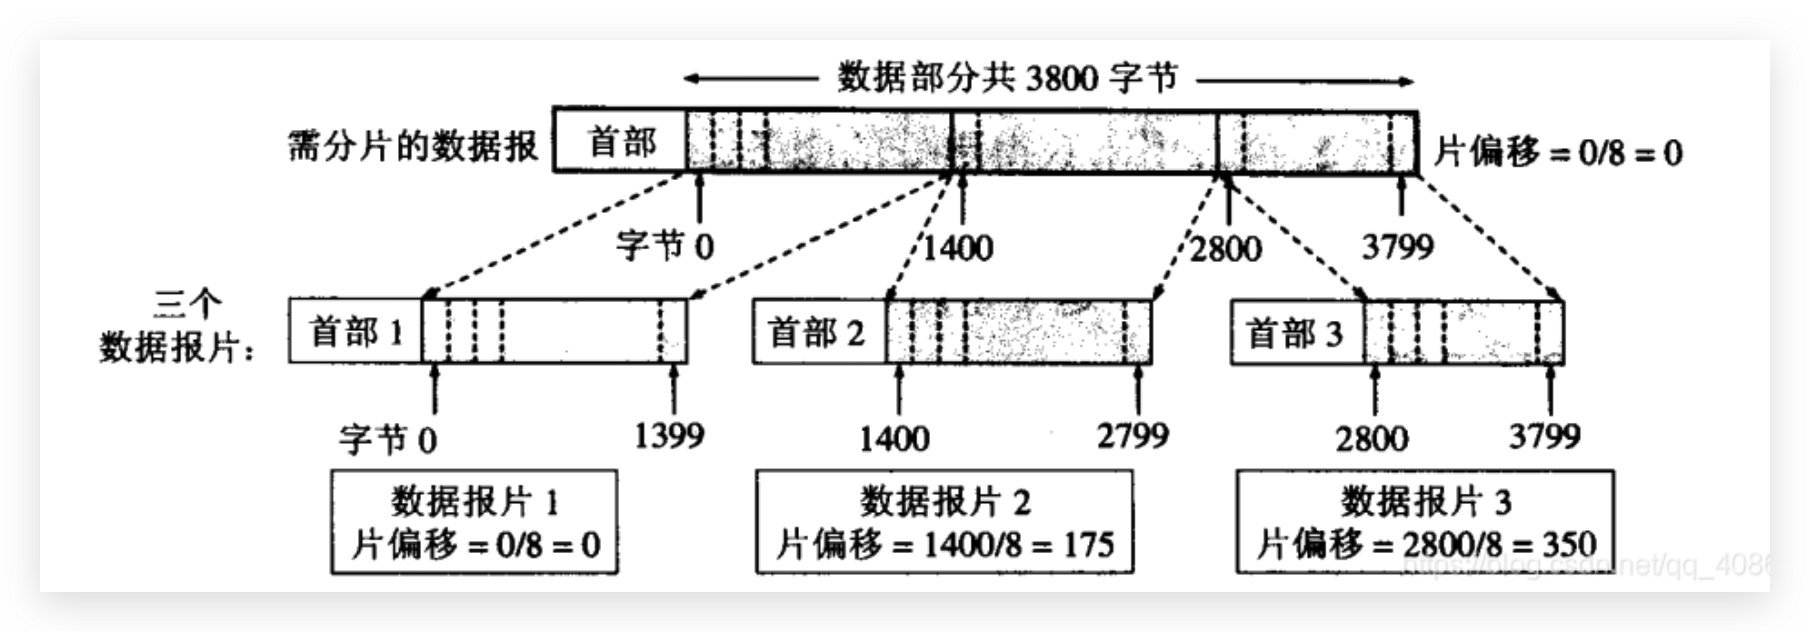 数据部分共 3800 字节
需分片的数据报
首部
片偏移 = 0/8 = 0
字节 0
1400
2800
3799
三个
数据报片：
首部 1
首部 2
首部 3
字节 0
1399
1400
2799
2800
3799
数据报片 1
片偏移 = 0/8 = 0
数据报片 2
片偏移 = 1400/8 = 175
数据报片 3
片偏移 = 2800/8 = 350
https://blog.csdn.net/qq_4086